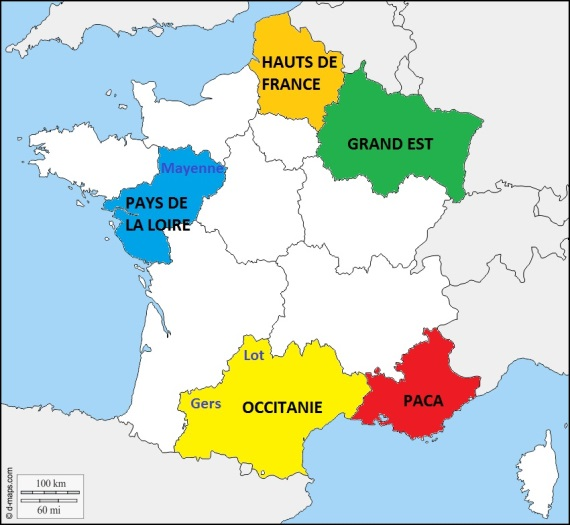 HAUTS DE
FRANCE
GRAND EST
Mayenne
PAYS DE
LA LOIRE
Lot
Gers
OCCITANIE
PACA
100 km
60 mi
© d-maps.com